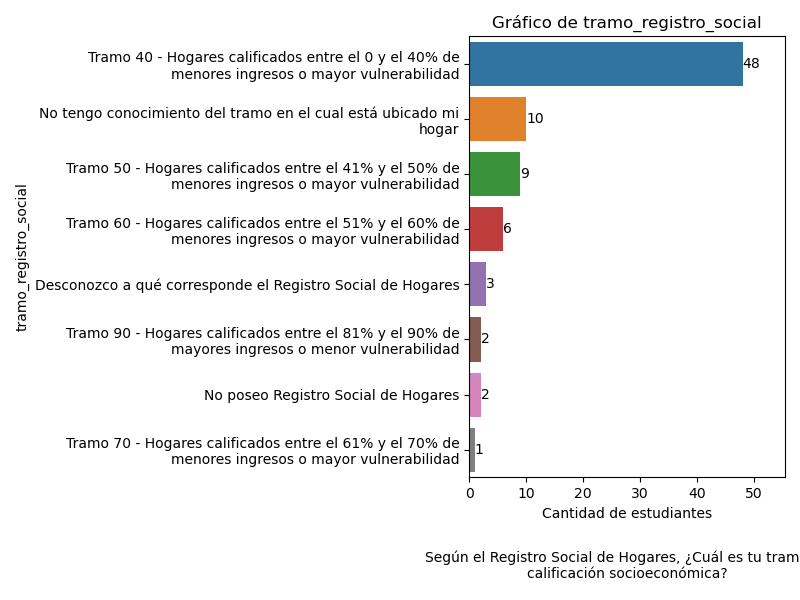 Gráfico de tramo_registro_social
Tramo 40 - Hogares calificados entre el 0 y el 40% de
menores ingresos o mayor vulnerabilidad
48
No tengo conocimiento del tramo en el cual está ubicado mi
hogar
10
Tramo 50 - Hogares calificados entre el 41% y el 50% de
menores ingresos o mayor vulnerabilidad
9
Tramo 60 - Hogares calificados entre el 51% y el 60% de
menores ingresos o mayor vulnerabilidad
6
Desconozco a qué corresponde el Registro Social de Hogares
3
Tramo 90 - Hogares calificados entre el 81% y el 90% de
mayores ingresos o menor vulnerabilidad
2
No poseo Registro Social de Hogares
2
Tramo 70 - Hogares calificados entre el 61% y el 70% de
menores ingresos o mayor vulnerabilidad
1
tramo_registro_social
0 10 20 30 40 50
Cantidad de estudiantes
Según el Registro Social de Hogares, ¿Cuál es tu tram
calificación socioeconómica?